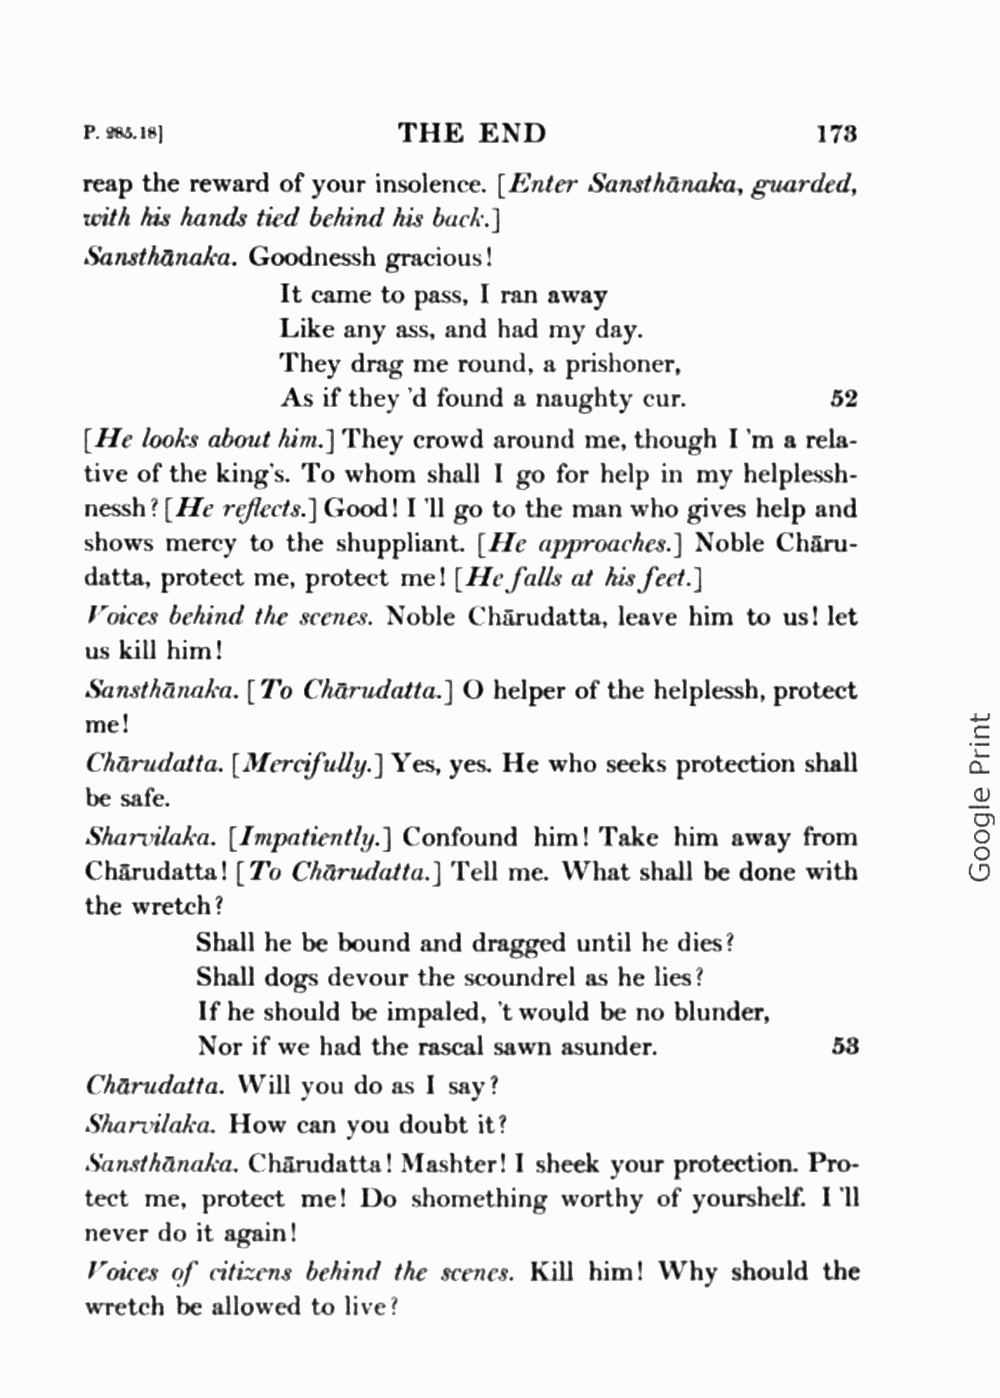 P. 285.18]
THE END
173
reap the reward of your insolence. [Enter Sansthānaka, guarded,
with his hands tied behind his back.]
Sansthānaka. Goodnessh gracious!
It came to pass, I ran away
Like any ass, and had my day.
They drag me round, a prishoner,
As if they 'd found a naughty cur. 52
[He looks about him.] They crowd around me, though I 'm a rela-
tive of the king's. To whom shall I go for help in my helplessh-
nessh? [He reflects.] Good! I 'll go to the man who gives help and
shows mercy to the shuppliant. [He approaches.] Noble Chāru-
datta, protect me, protect me! [He falls at his feet.]
Voices behind the scenes. Noble Chārudatta, leave him to us! let
us kill him!
Sansthānaka. [To Chārudatta.] O helper of the helplessh, protect
me!
Chārudatta. [Mercifully.] Yes, yes. He who seeks protection shall
be safe.
Sharvilaka. [Impatiently.] Confound him! Take him away from
Chārudatta! [To Chārudatta.] Tell me. What shall be done with
the wretch?
Shall he be bound and dragged until he dies?
Shall dogs devour the scoundrel as he lies?
If he should be impaled, 't would be no blunder,
Nor if we had the rascal sawn asunder. 53
Chārudatta. Will you do as I say?
Sharvilaka. How can you doubt it?
Sansthānaka. Chārudatta! Mashter! I sheek your protection. Pro-
tect me, protect me! Do shomething worthy of yourshelf. I 'll
never do it again!
Voices of citizens behind the scenes. Kill him! Why should the
wretch be allowed to live?
Google Print